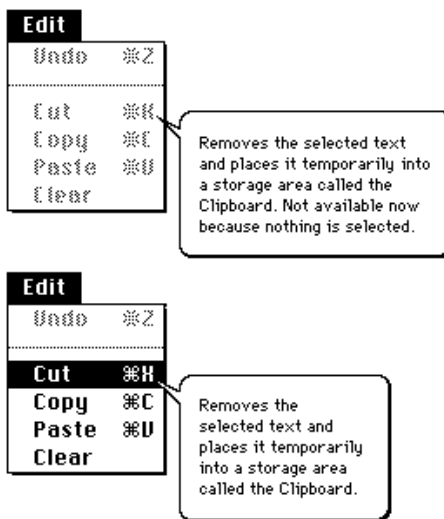 Edit
Undo ⌘Z
Cut ⌘X
Copy ⌘C
Paste ⌘V
Clear
Removes the selected text
and places it temporarily into
a storage area called the
Clipboard. Not available now
because nothing is selected.
Edit
Undo ⌘Z
Cut ⌘X
Copy ⌘C
Paste ⌘V
Clear
Removes the
selected text and
places it temporarily
into a storage area
called the Clipboard.